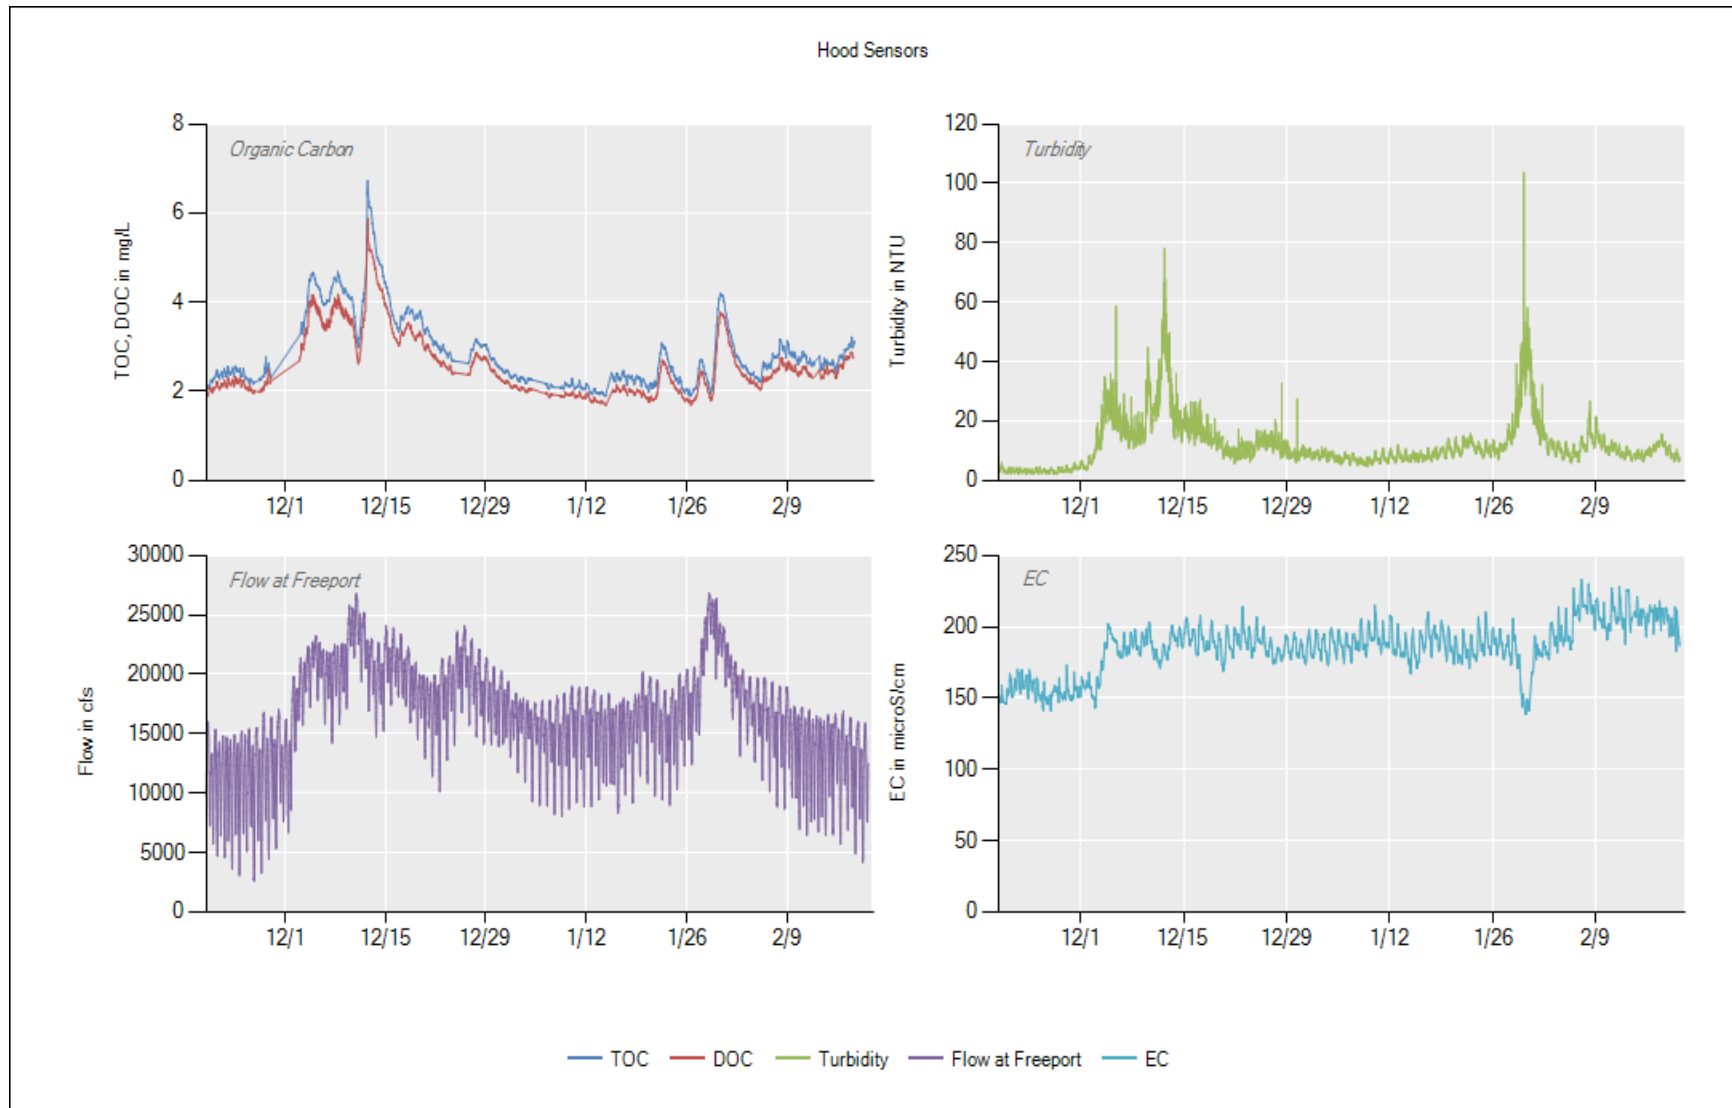 Hood Sensors
Organic Carbon
TOC, DOC in mg/L
8
6
4
2
0
12/1 12/15 12/29 1/12 1/26 2/9
Turbidity
Turbidity in NTU
120
100
80
60
40
20
0
12/1 12/15 12/29 1/12 1/26 2/9
Flow at Freeport
Flow in cfs
30000
25000
20000
15000
10000
5000
0
12/1 12/15 12/29 1/12 1/26 2/9
EC
EC in microS/cm
250
200
150
100
50
0
12/1 12/15 12/29 1/12 1/26 2/9
TOC DOC Turbidity Flow at Freeport EC